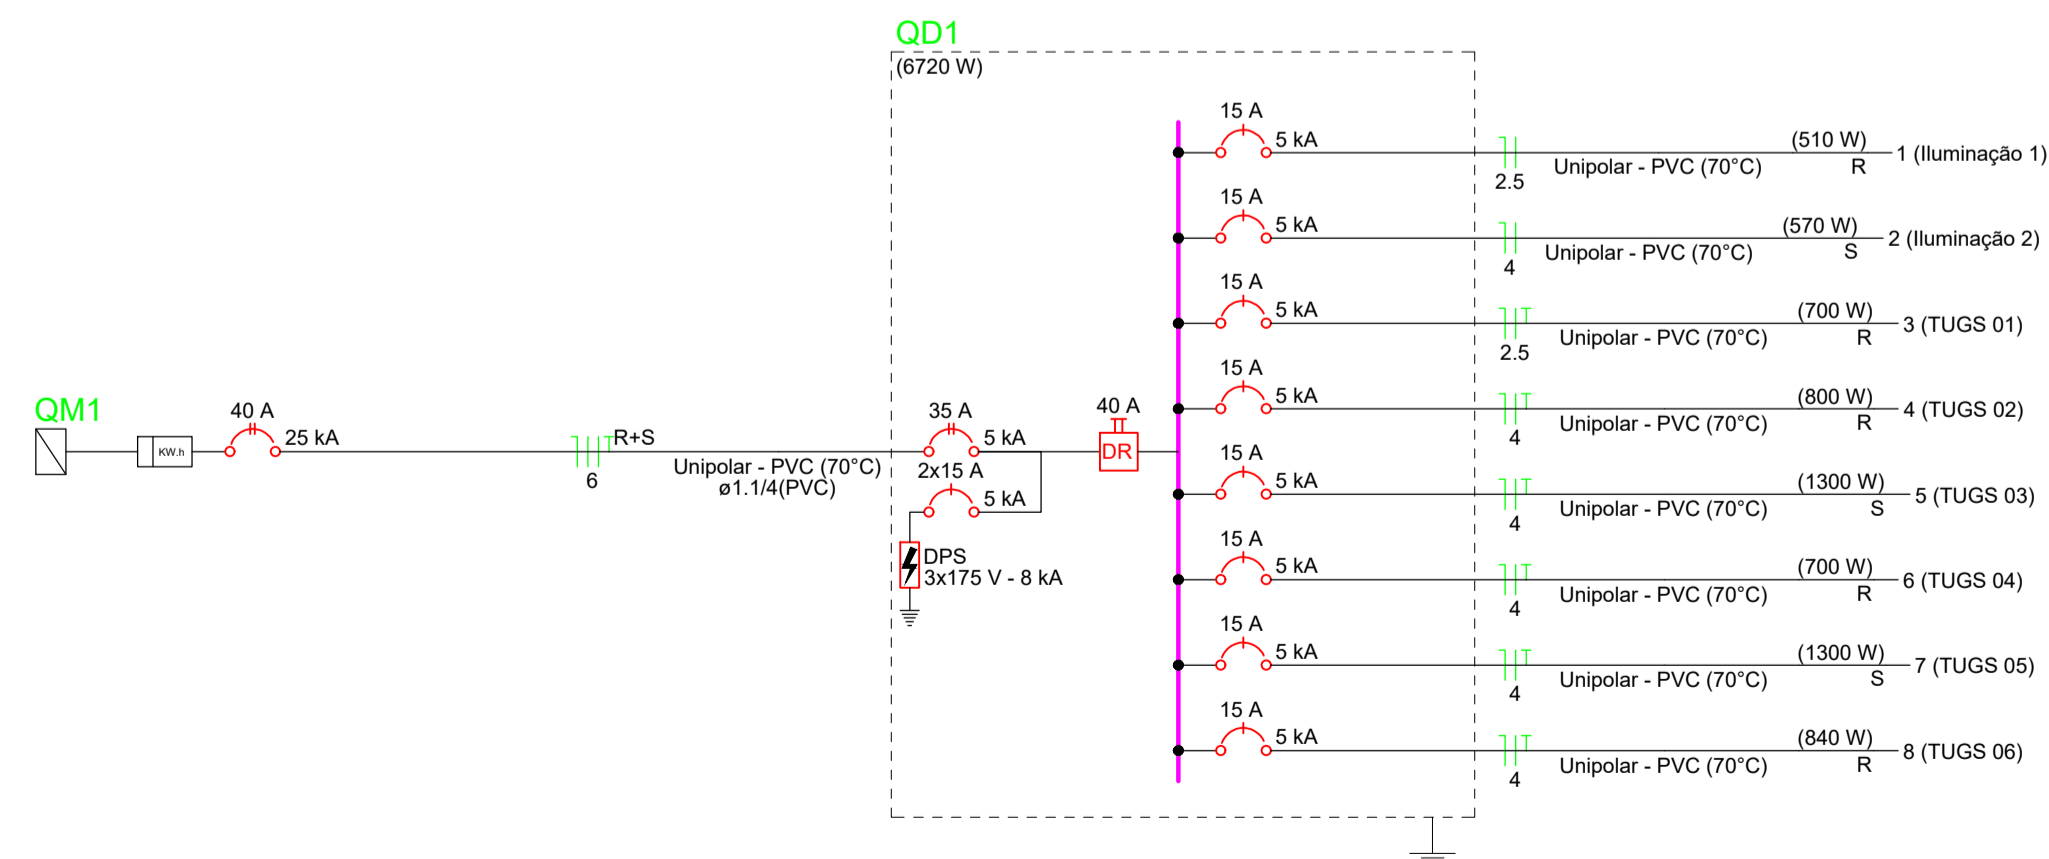 QD1
(6720 W)
15 A
5 kA
2.5
Unipolar - PVC (70°C)
(510 W)
R
1 (Iluminação 1)
15 A
5 kA
4
Unipolar - PVC (70°C)
(570 W)
S
2 (Iluminação 2)
15 A
5 kA
2.5
Unipolar - PVC (70°C)
(700 W)
R
3 (TUGS 01)
15 A
5 kA
4
Unipolar - PVC (70°C)
(800 W)
R
4 (TUGS 02)
QM1
KW.h
40 A
25 kA
R+S
6
Unipolar - PVC (70°C)
ø1.1/4(PVC)
35 A
5 kA
2x15 A
5 kA
DPS
3x175 V - 8 kA
40 A
DR
15 A
5 kA
4
Unipolar - PVC (70°C)
(1300 W)
S
5 (TUGS 03)
15 A
5 kA
4
Unipolar - PVC (70°C)
(700 W)
R
6 (TUGS 04)
15 A
5 kA
4
Unipolar - PVC (70°C)
(1300 W)
S
7 (TUGS 05)
15 A
5 kA
4
Unipolar - PVC (70°C)
(840 W)
R
8 (TUGS 06)